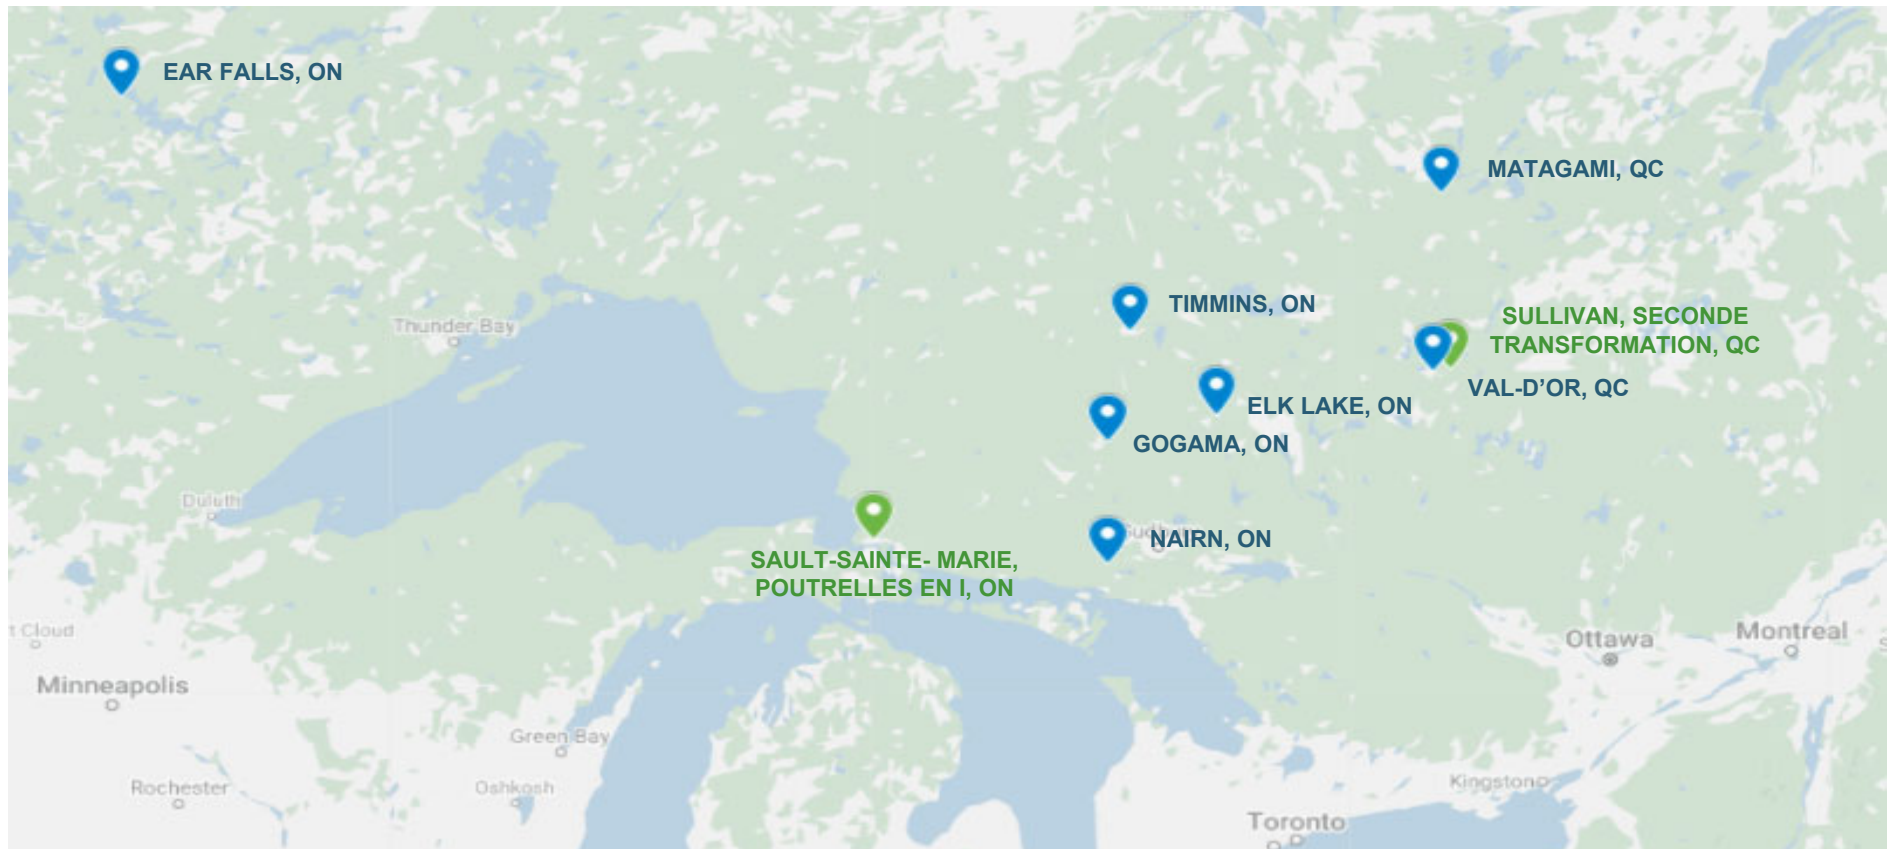 EAR FALLS, ON
MATAGAMI, QC
TIMMINS, ON
SULLIVAN, SECONDE
TRANSFORMATION, QC
Thunder Bay
VAL-D'OR, QC
ELK LAKE, ON
GOGAMA, ON
Duluth
NAIRN, ON
SAULT-SAINTE- MARIE,
POUTRELLES EN I, ON
t Cloud
Ottawa
Montreal
Minneapolis
Green Bay
Rochester
Oshkosh
Kingston
Toronto